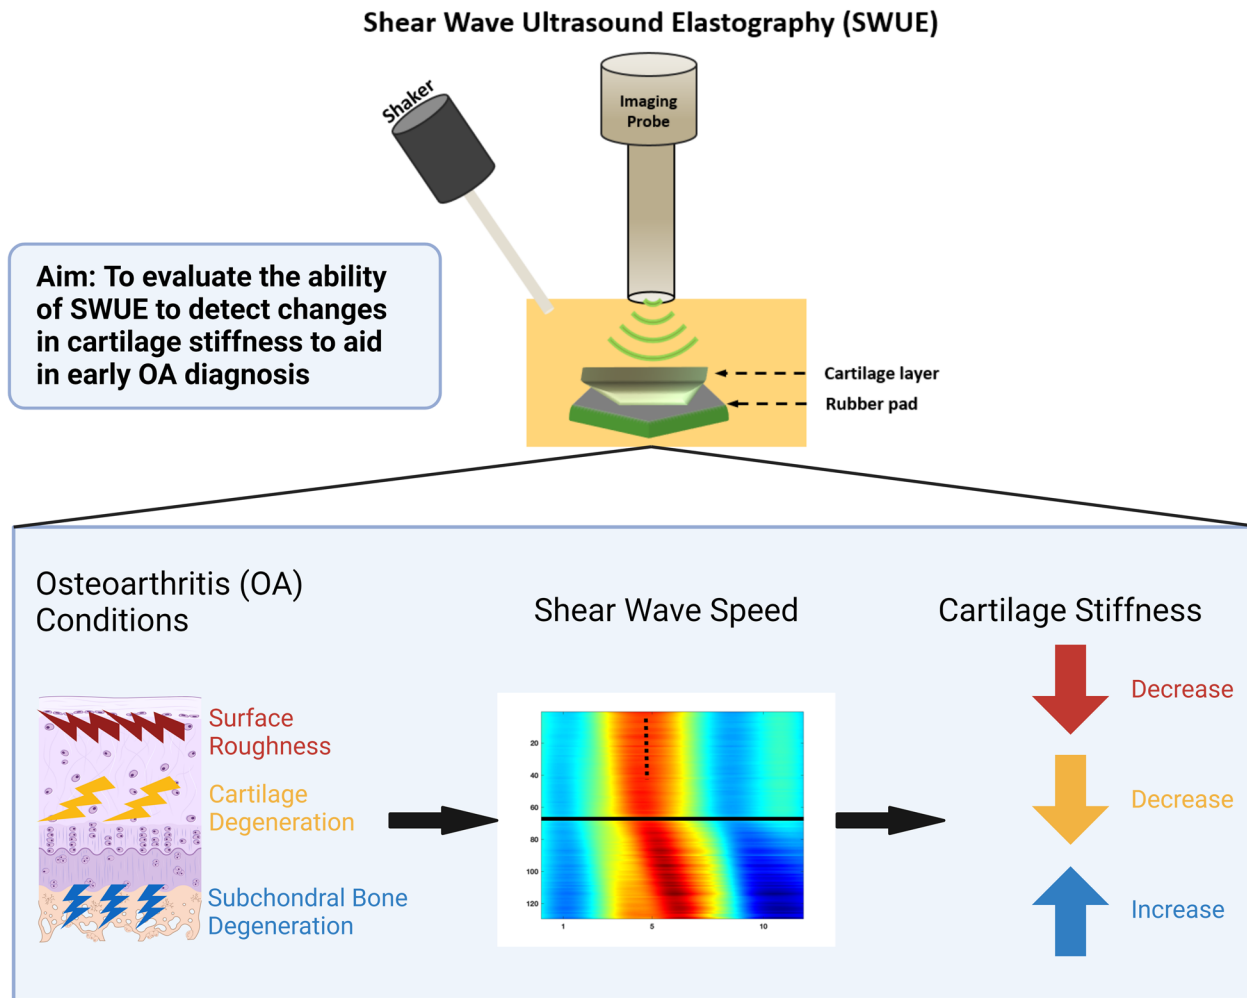 Shear Wave Ultrasound Elastography (SWUE)
Shaker
Imaging
Probe
Aim: To evaluate the ability
of SWUE to detect changes
in cartilage stiffness to aid
in early OA diagnosis
Cartilage layer
Rubber pad
Osteoarthritis (OA)
Conditions
Surface
Roughness
Cartilage
Degeneration
Subchondral Bone
Degeneration
Shear Wave Speed
20
40
60
80
100
120
1
5
10
Cartilage Stiffness
Decrease
Decrease
Increase